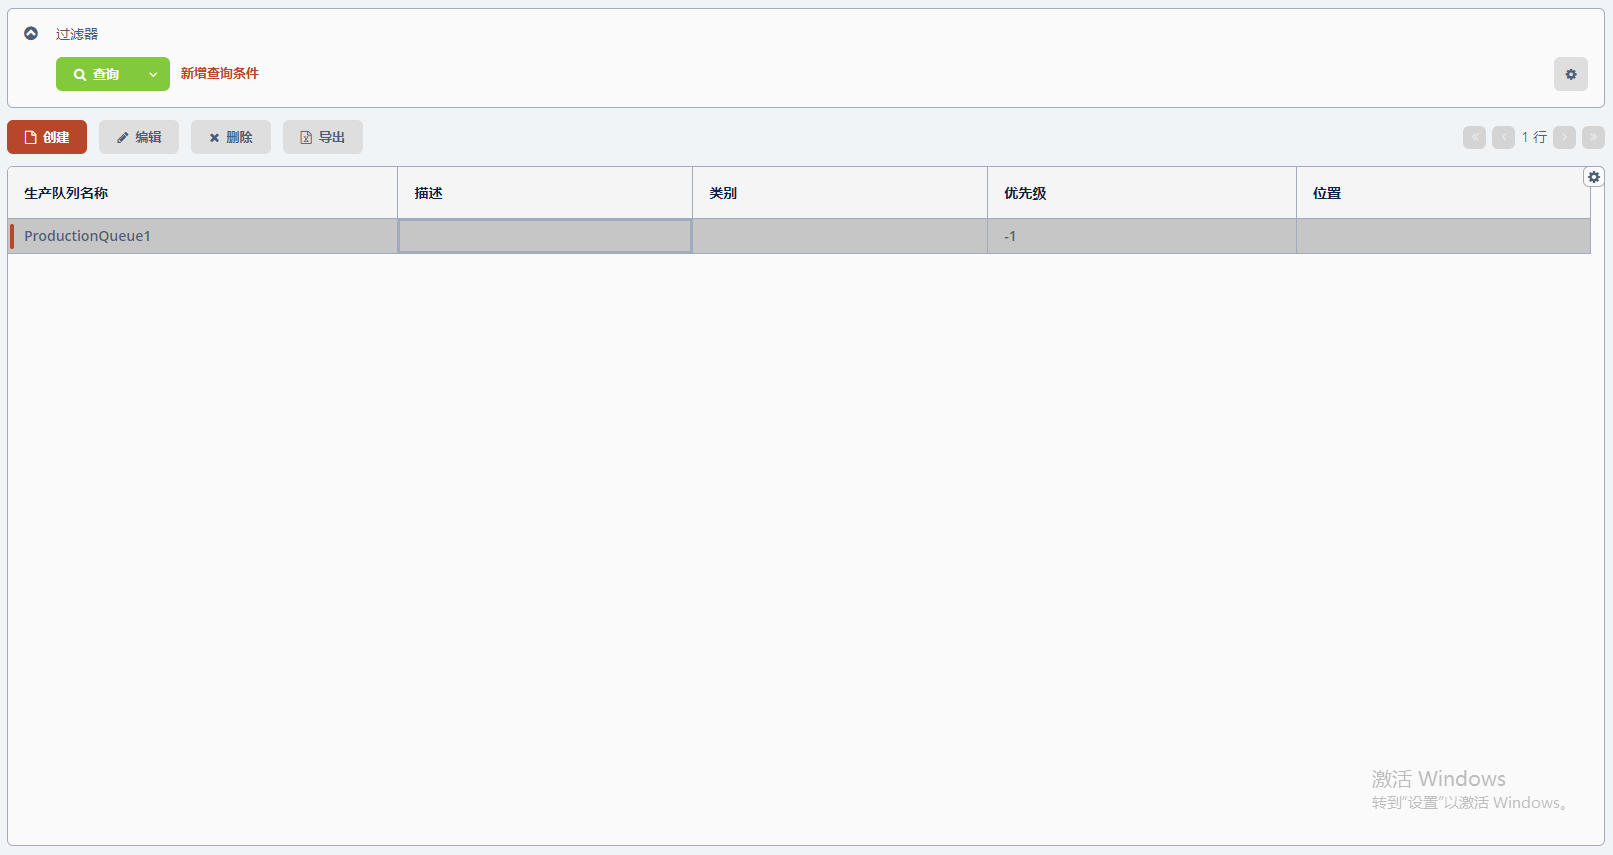 过滤器
查询 新增查询条件
创建 编辑 删除 导出 1 行
生产队列名称 描述 类别 优先级 位置
ProductionQueue1 -1
激活 Windows
转到"设置"以激活 Windows。